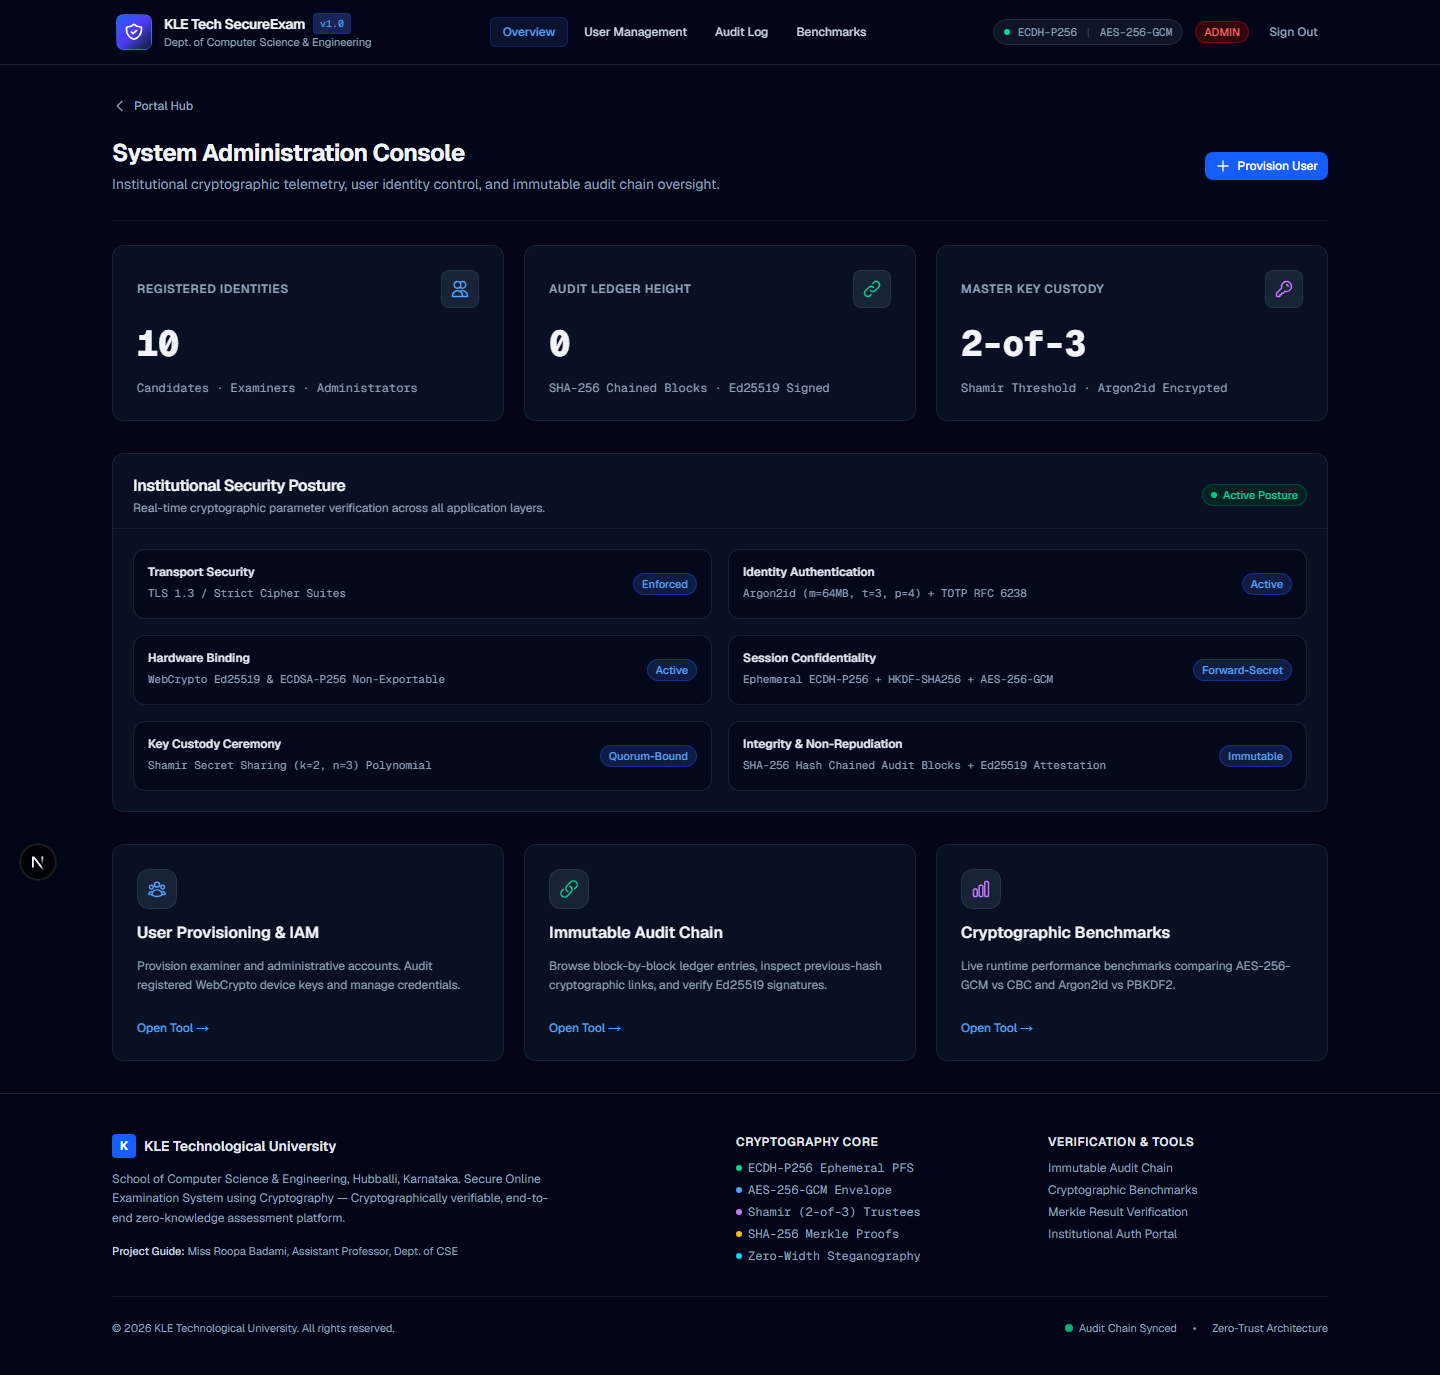 KLE Tech SecureExam v1.0
Dept. of Computer Science & Engineering
Overview
User Management
Audit Log
Benchmarks
ECDH-P256 | AES-256-GCM
ADMIN
Sign Out
Portal Hub
System Administration Console
Institutional cryptographic telemetry, user identity control, and immutable audit chain oversight.
Provision User
REGISTERED IDENTITIES
10
Candidates · Examiners · Administrators
AUDIT LEDGER HEIGHT
0
SHA-256 Chained Blocks · Ed25519 Signed
MASTER KEY CUSTODY
2-of-3
Shamir Threshold · Argon2id Encrypted
Institutional Security Posture
Real-time cryptographic parameter verification across all application layers.
Active Posture
Transport Security
TLS 1.3 / Strict Cipher Suites
Enforced
Identity Authentication
Argon2id (m=64MB, t=3, p=4) + TOTP RFC 6238
Active
Hardware Binding
WebCrypto Ed25519 & ECDSA-P256 Non-Exportable
Active
Session Confidentiality
Ephemeral ECDH-P256 + HKDF-SHA256 + AES-256-GCM
Forward-Secret
Key Custody Ceremony
Shamir Secret Sharing (k=2, n=3) Polynomial
Quorum-Bound
Integrity & Non-Repudiation
SHA-256 Hash Chained Audit Blocks + Ed25519 Attestation
Immutable
N
User Provisioning & IAM
Provision examiner and administrative accounts. Audit
registered WebCrypto device keys and manage credentials.
Open Tool →
Immutable Audit Chain
Browse block-by-block ledger entries, inspect previous-hash
cryptographic links, and verify Ed25519 signatures.
Open Tool →
Cryptographic Benchmarks
Live runtime performance benchmarks comparing AES-256-
GCM vs CBC and Argon2id vs PBKDF2.
Open Tool →
K KLE Technological University
School of Computer Science & Engineering, Hubballi, Karnataka. Secure Online
Examination System using Cryptography — Cryptographically verifiable, end-to-
end zero-knowledge assessment platform.
Project Guide: Miss Roopa Badami, Assistant Professor, Dept. of CSE
CRYPTOGRAPHY CORE
ECDH-P256 Ephemeral PFS
AES-256-GCM Envelope
Shamir (2-of-3) Trustees
SHA-256 Merkle Proofs
Zero-Width Steganography
VERIFICATION & TOOLS
Immutable Audit Chain
Cryptographic Benchmarks
Merkle Result Verification
Institutional Auth Portal
© 2026 KLE Technological University. All rights reserved.
Audit Chain Synced • Zero-Trust Architecture